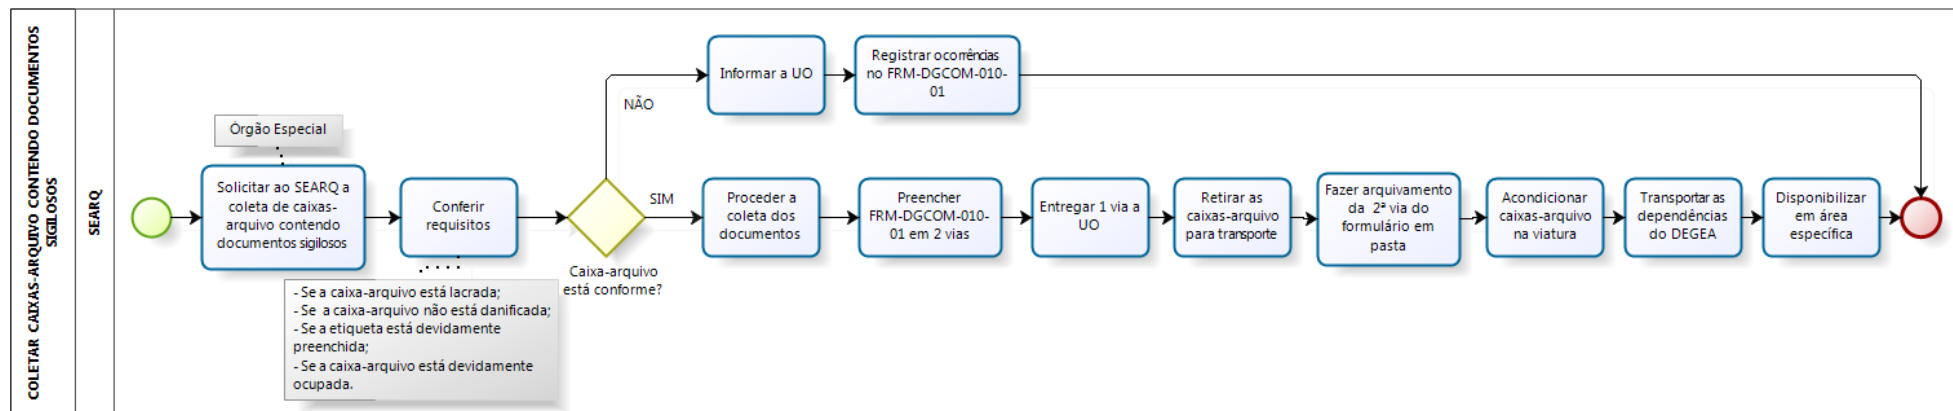 COLETAR CAIXAS-ARQUIVO CONTENDO DOCUMENTOS
SIGILOSOS
SEARQ
Órgão Especial
Solicitar ao SEARQ a
coleta de caixas-
arquivo contendo
documentos sigilosos
Conferir
requisitos
- Se a caixa-arquivo está lacrada;
- Se a caixa-arquivo não está danificada;
- Se a etiqueta está devidamente
preenchida;
- Se a caixa-arquivo está devidamente
ocupada.
Caixa-arquivo
está conforme?
NÃO
Informar a UO
Registrar ocorrências
no FRM-DGCOM-010-
01
SIM
Proceder a
coleta dos
documentos
Preencher
FRM-DGCOM-010-
01 em 2 vias
Entregar 1 via a
UO
Retirar as
caixas-arquivo
para transporte
Fazer arquivamento
da 2ª via do
formulário em
pasta
Acondicionar
caixas-arquivo
na viatura
Transportar as
dependências
do DEGEA
Disponibilizar
em área
específica